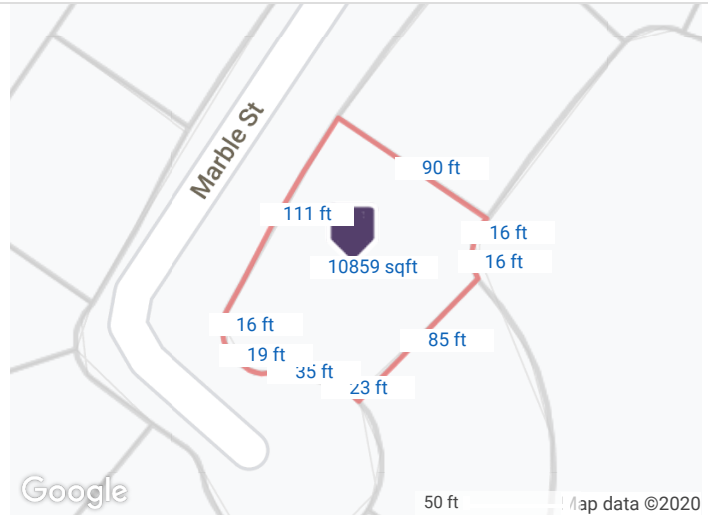 Marble St
90 ft
111 ft
16 ft
16 ft
10859 sqft
16 ft
85 ft
19 ft
35 ft
23 ft
Google
50 ft
Map data ©2020